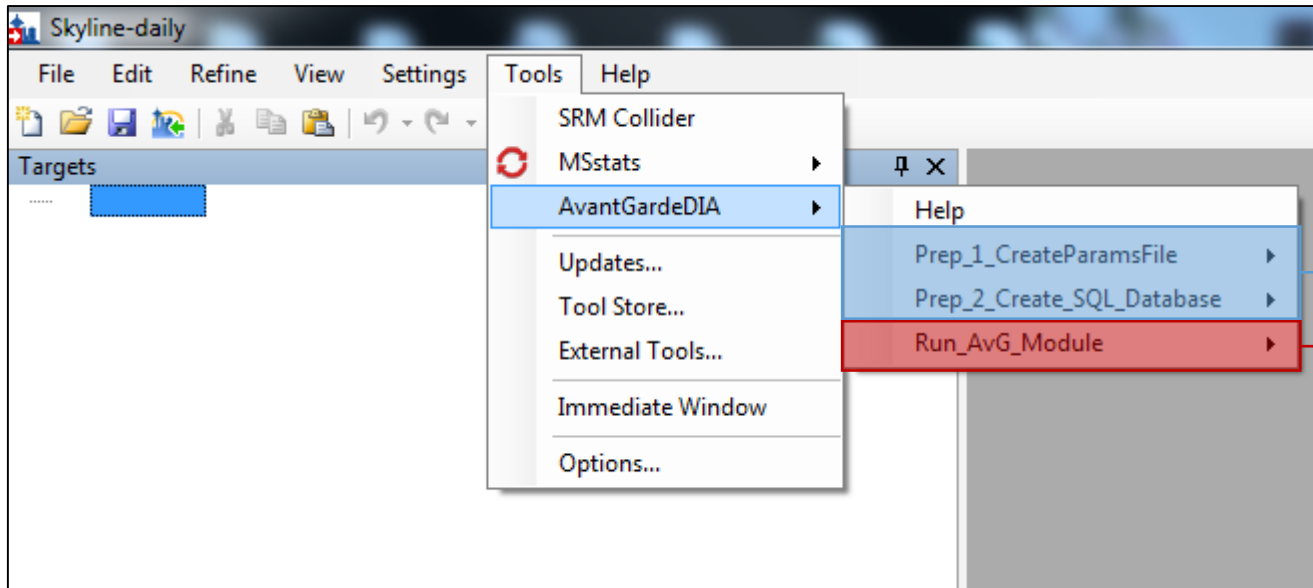 Skyline-daily
File Edit Refine View Settings Tools Help
SRM Collider
Targets
MSstats
AvantGardeDIA
Help
Updates...
Prep_1_CreateParamsFile
Tool Store...
Prep_2_Create_SQL_Database
External Tools...
Run_AvG_Module
Immediate Window
Options...